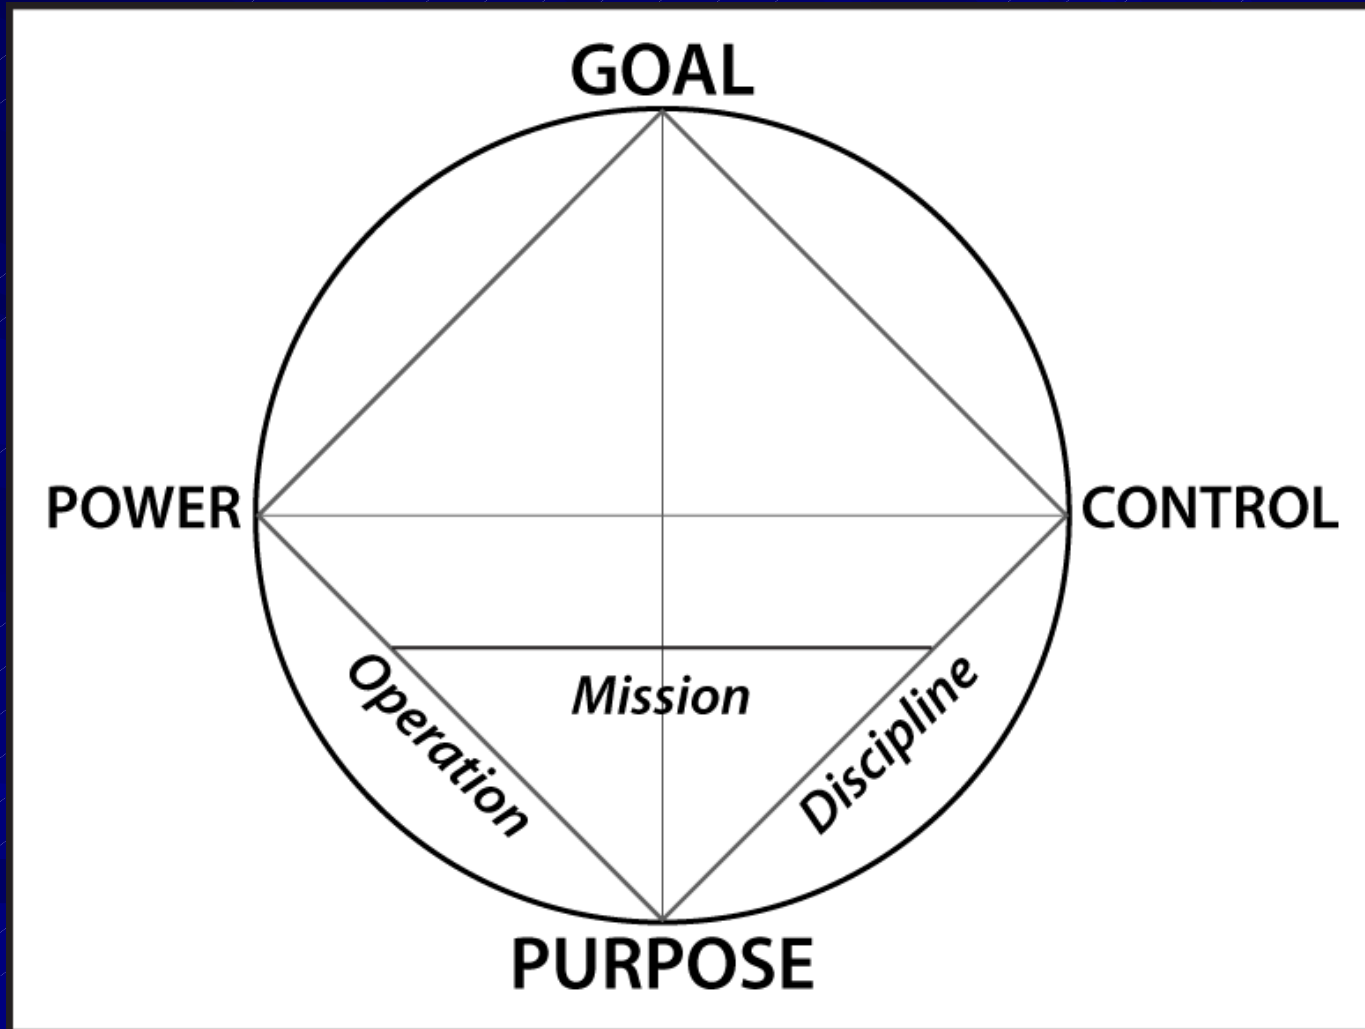 GOAL
POWER
CONTROL
Mission
Operation
Discipline
PURPOSE